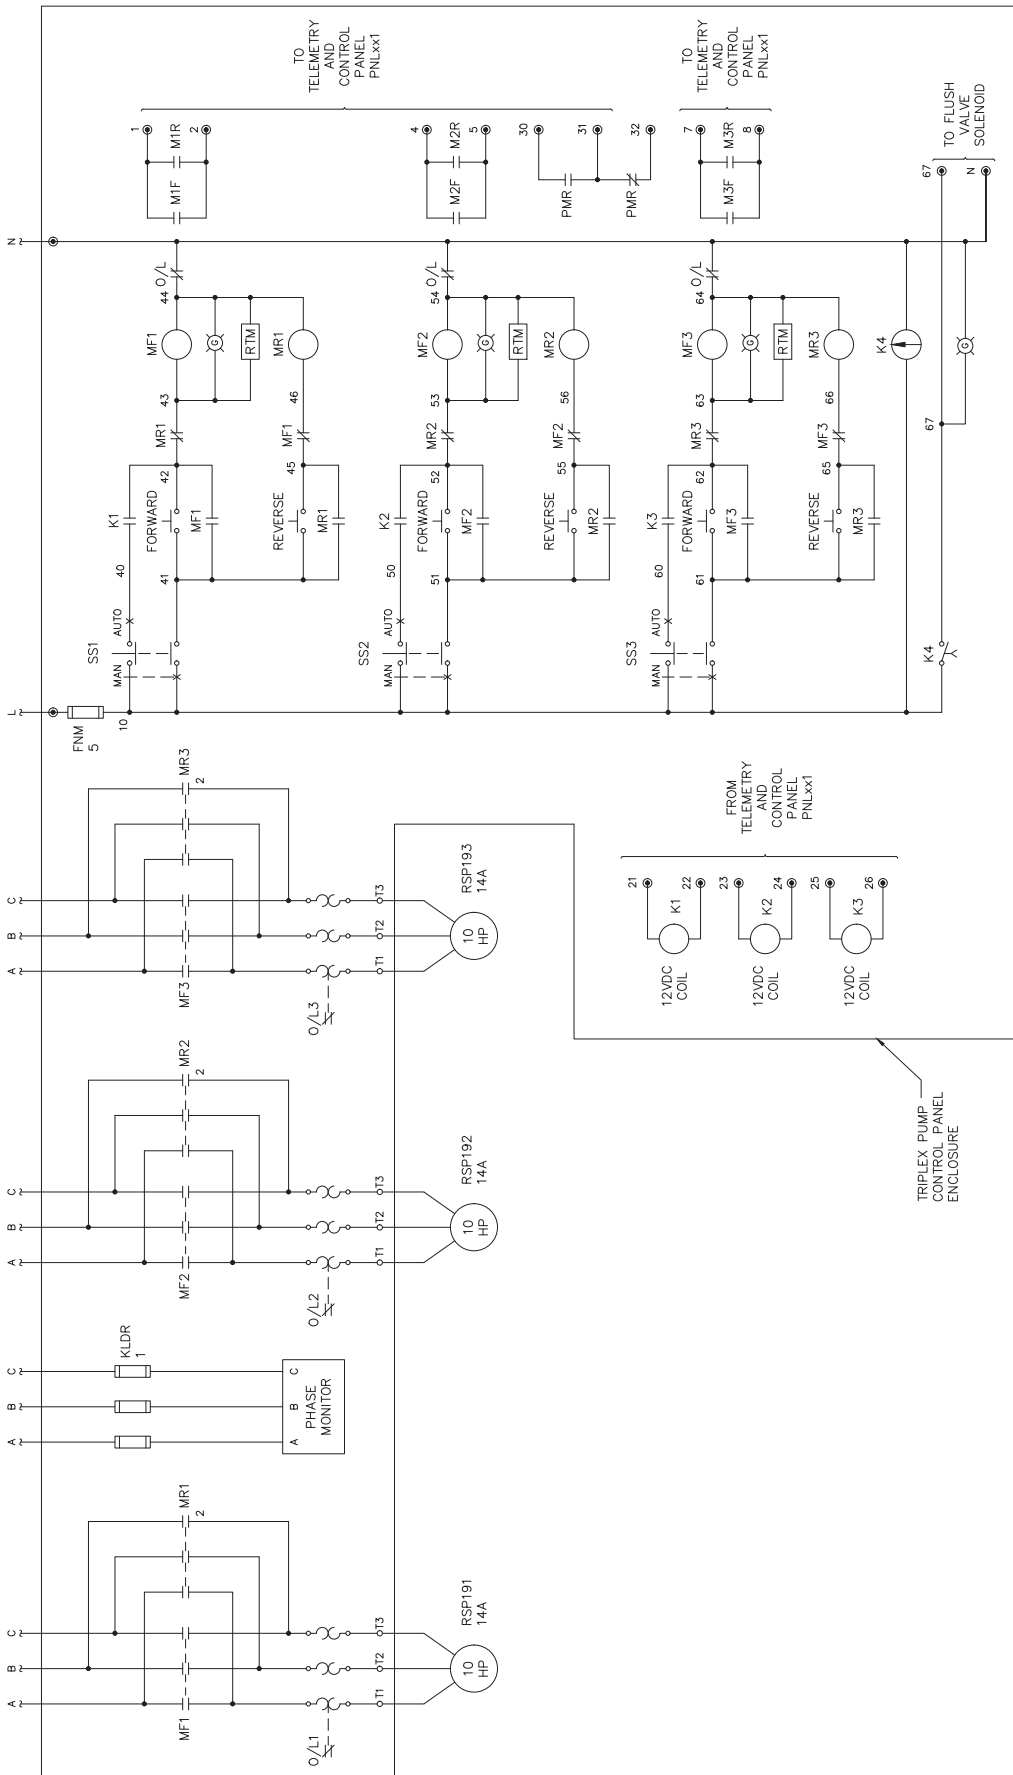 L
N
FNM
5
10
SS1
MAN
AUTO
40
K1
FORWARD
41
42
MF1
MR1
43
MF1
G
RTM
44
O/L
REVERSE
MR1
45
MF1
46
MR1
M1F
M1R
1
2
TO
TELEMETRY
AND
CONTROL
PANEL
PNLxx1
SS2
MAN
AUTO
50
K2
FORWARD
51
52
MF2
MR2
53
MF2
G
RTM
54
O/L
REVERSE
MR2
55
MF2
56
MR2
M2F
M2R
4
5
PMR
PMR
30
31
32
SS3
MAN
AUTO
60
K3
FORWARD
61
62
MF3
MR3
63
MF3
G
RTM
64
O/L
REVERSE
MR3
65
MF3
66
MR3
M3F
M3R
7
8
TO
TELEMETRY
AND
CONTROL
PANEL
PNLxx1
K4
K4
67
G
67
N
TO FLUSH
VALVE
SOLENOID
A
B
C
MF1
MR1
2
O/L1
T1
T2
T3
10
HP
RSP191
14A
A
B
C
KLDR
1
A
B
C
PHASE
MONITOR
A
B
C
MF2
MR2
2
O/L2
T1
T2
T3
10
HP
RSP192
14A
A
B
C
MF3
MR3
2
O/L3
T1
T2
T3
10
HP
RSP193
14A
FROM
TELEMETRY
AND
CONTROL
PANEL
PNLxx1
21
22
K1
12VDC
COIL
23
24
K2
12VDC
COIL
25
26
K3
12VDC
COIL
TRIPLEX PUMP
CONTROL PANEL
ENCLOSURE